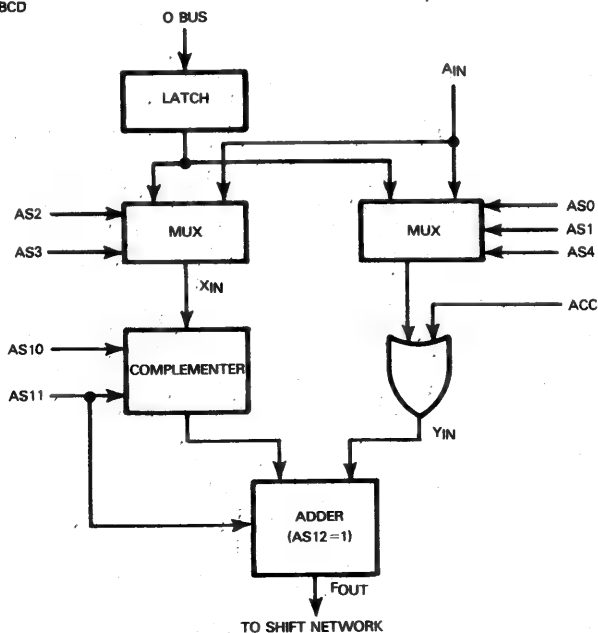 BCD
O BUS
LATCH
AIN
AS2
AS3
MUX
MUX
AS0
AS1
AS4
XIN
ACC
AS10
AS11
COMPLEMENTER
YIN
ADDER
(AS12=1)
FOUT
TO SHIFT NETWORK